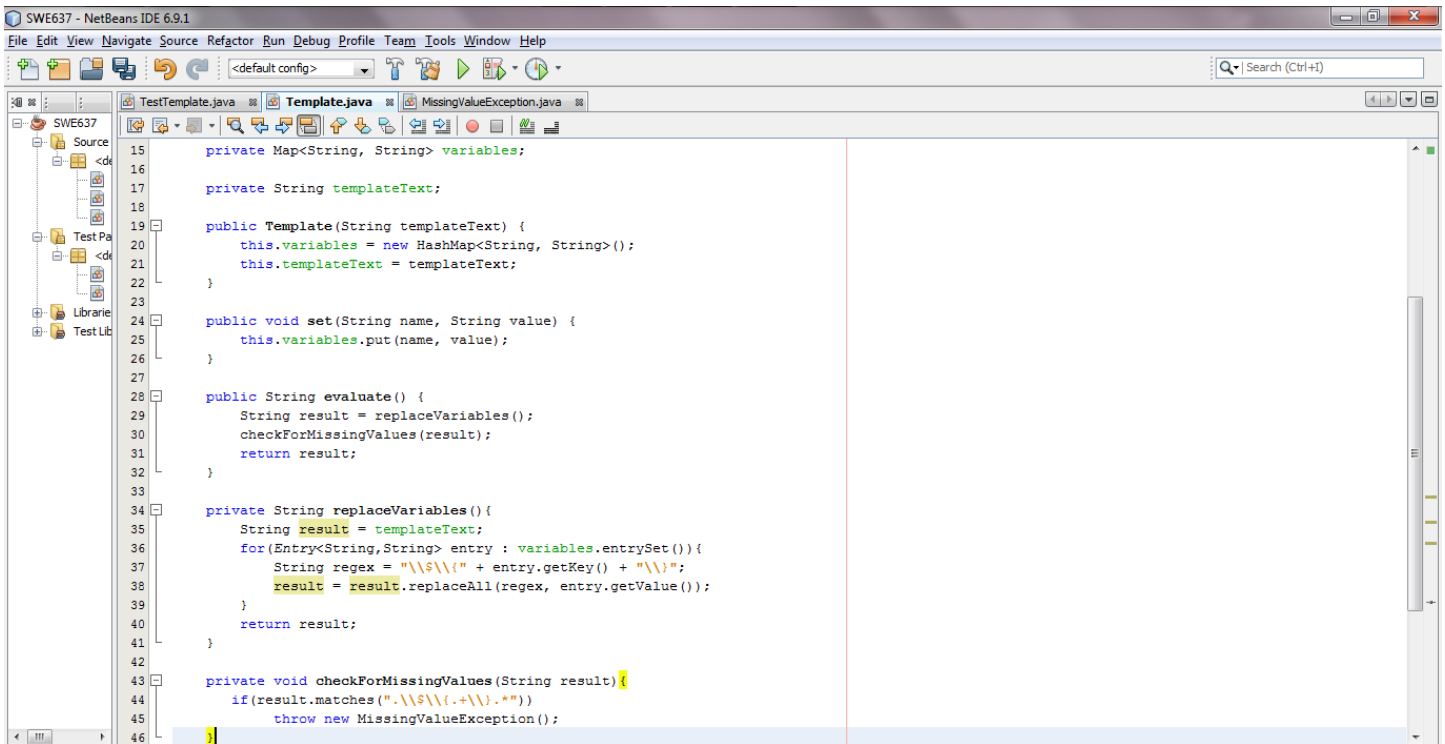 SWE637 - NetBeans IDE 6.9.1
File Edit View Navigate Source Refactor Run Debug Profile Team Tools Window Help
<default config>
Search (Ctrl+I)
TestTemplate.java Template.java MissingValueException.java
SWE637
Source
<de
Test Pa
<de
Librarie
Test Lib
15 private Map<String, String> variables;
16
17 private String templateText;
18
19 public Template(String templateText) {
20 this.variables = new HashMap<String, String>();
21 this.templateText = templateText;
22 }
23
24 public void set(String name, String value) {
25 this.variables.put(name, value);
26 }
27
28 public String evaluate() {
29 String result = replaceVariables();
30 checkForMissingValues(result);
31 return result;
32 }
33
34 private String replaceVariables(){
35 String result = templateText;
36 for(Entry<String,String> entry : variables.entrySet()){
37 String regex = "\\$\\{" + entry.getKey() + "\\}";
38 result = result.replaceAll(regex, entry.getValue());
39 }
40 return result;
41 }
42
43 private void checkForMissingValues(String result){
44 if(result.matches(".\\$\\{.+\\}.*"))
45 throw new MissingValueException();
46 }